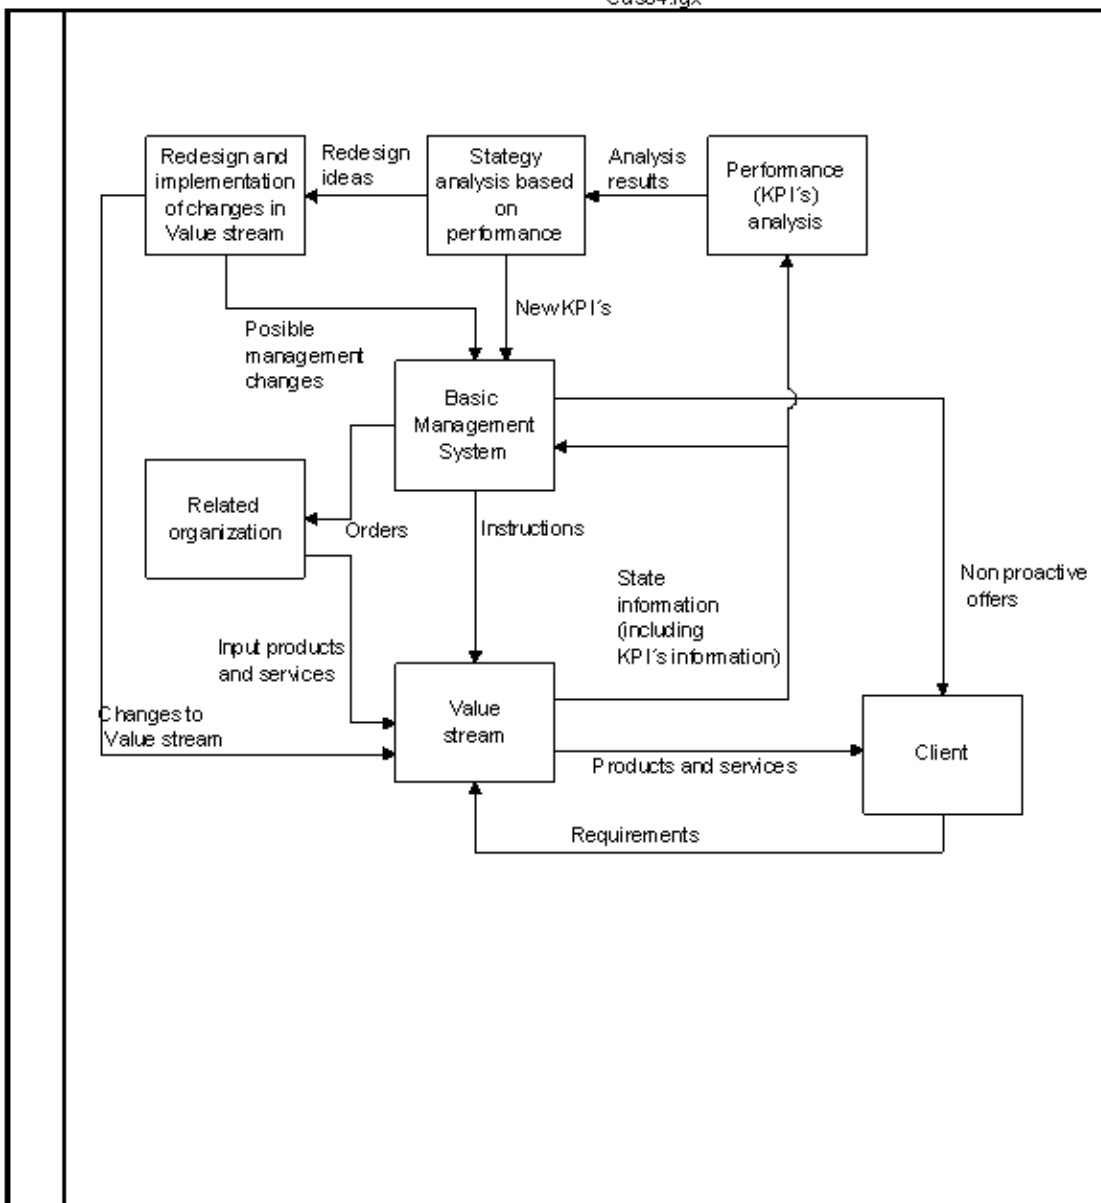 Redesign and
implementation
of changes in
Value stream
Redesign
ideas
Stategy
analysis based
on
performance
Analysis
results
Performance
(KPI´s)
analysis
New KPI´s
Posible
management
changes
Basic
Management
System
Related
organization
Orders
Instructions
State
information
(including
KPI´s information)
Non proactive
offers
Input products
and services
Changes to
Value stream
Value
stream
Products and services
Client
Requirements